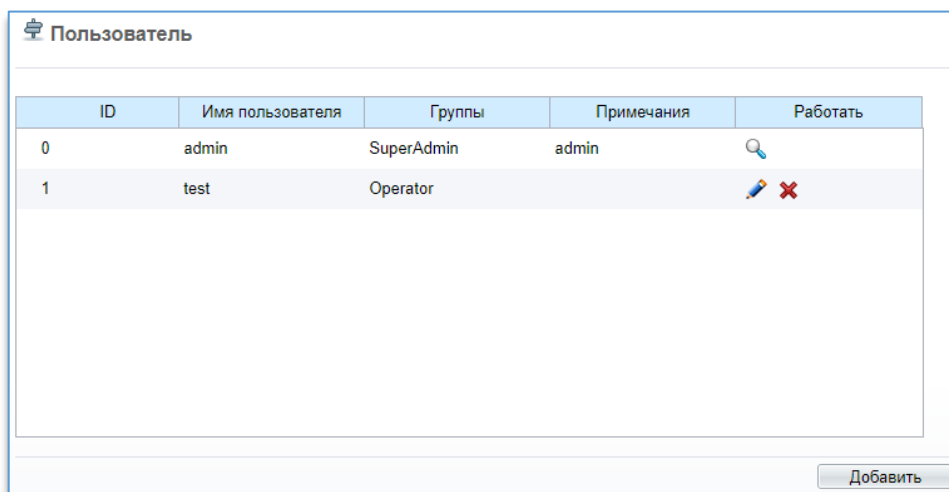 Пользователь
ID Имя пользователя Группы Примечания Работать
0 admin SuperAdmin admin
1 test Operator
Добавить